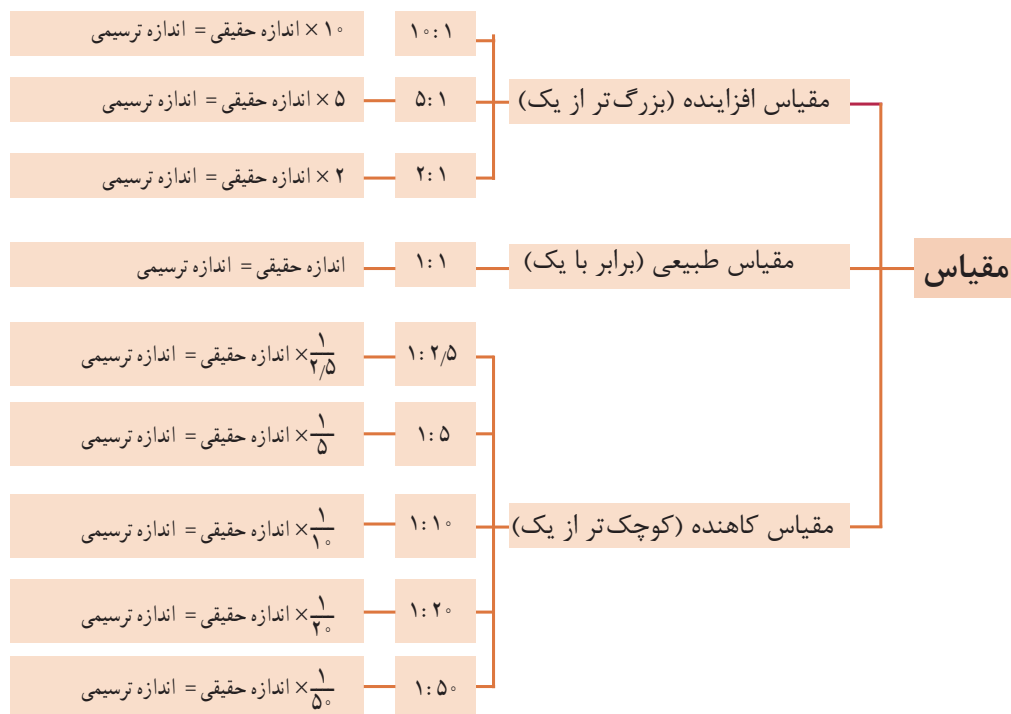 مقیاس
مقیاس افزاینده (بزرگ‌تر از یک)
۱۰:۱
۱۰ × اندازه حقیقی = اندازه ترسیمی
۵:۱
۵ × اندازه حقیقی = اندازه ترسیمی
۲:۱
۲ × اندازه حقیقی = اندازه ترسیمی
مقیاس طبیعی (برابر با یک)
۱:۱
اندازه حقیقی = اندازه ترسیمی
مقیاس کاهنده (کوچک‌تر از یک)
۱:۲/۵
۱/۲/۵ × اندازه حقیقی = اندازه ترسیمی
۱:۵
۱/۵ × اندازه حقیقی = اندازه ترسیمی
۱:۱۰
۱/۱۰ × اندازه حقیقی = اندازه ترسیمی
۱:۲۰
۱/۲۰ × اندازه حقیقی = اندازه ترسیمی
۱:۵۰
۱/۵۰ × اندازه حقیقی = اندازه ترسیمی